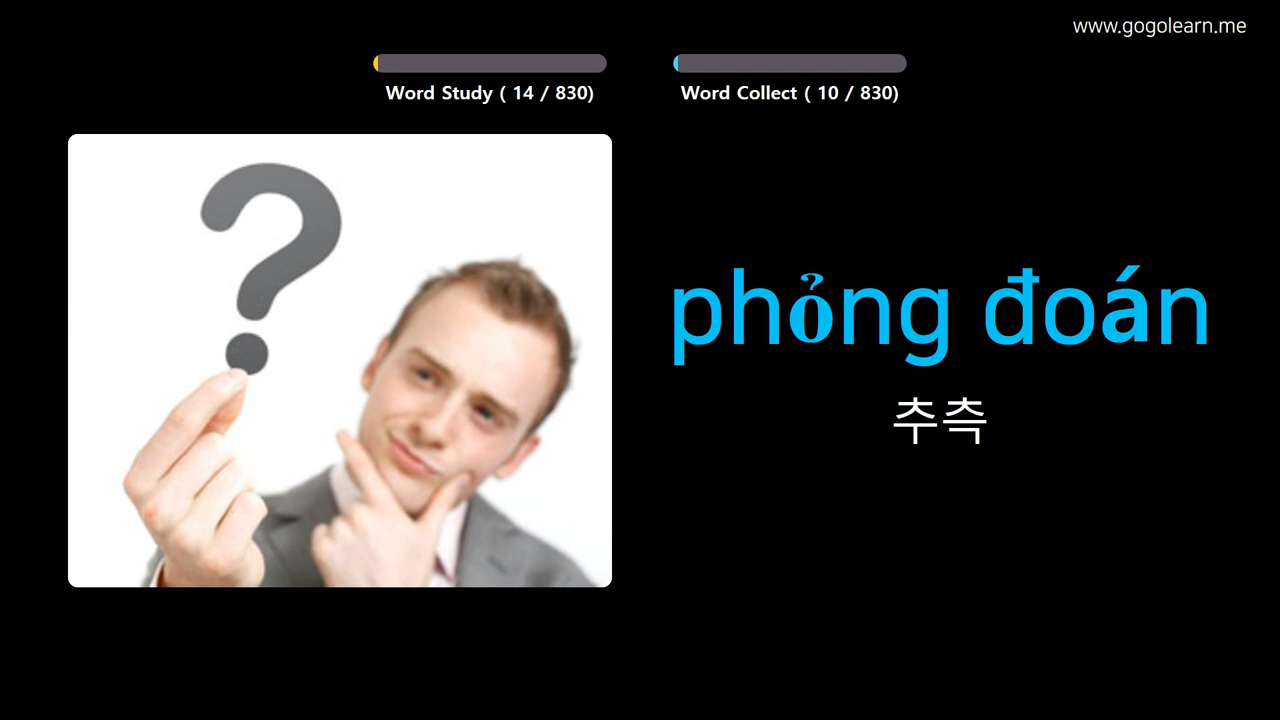 www.gogolearn.me
Word Study ( 14 / 830)
Word Collect ( 10 / 830)
?
phỏng đoán
추측